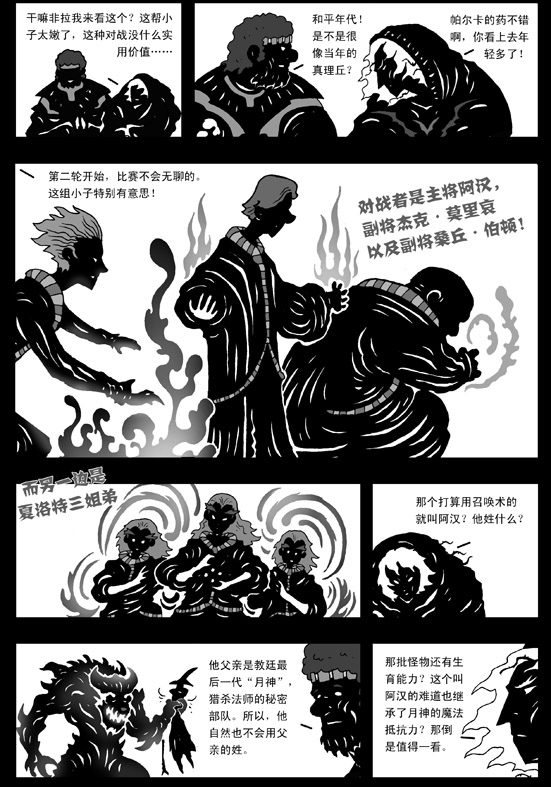 干嘛非拉我来看这个？这帮小
子太嫩了，这种对战没什么实
用价值……
和平年代！
是不是很
像当年的
真理丘？
帕尔卡的药不错
啊，你看上去年
轻多了！
第二轮开始，比赛不会无聊的。
这组小子特别有意思！
对战者是主将阿汉，
副将杰克·莫里哀
以及副将桑丘·伯顿！
而另一边是
夏洛特三姐弟
那个打算用召唤术的
就叫阿汉？他姓什么？
他父亲是教廷最
后一代“月神”，
猎杀法师的秘密
部队。所以，他
自然也不会用父
亲的姓。
那批怪物还有生
育能力？这个叫
阿汉的难道也继
承了月神的魔法
抵抗力？那倒
是值得一看。